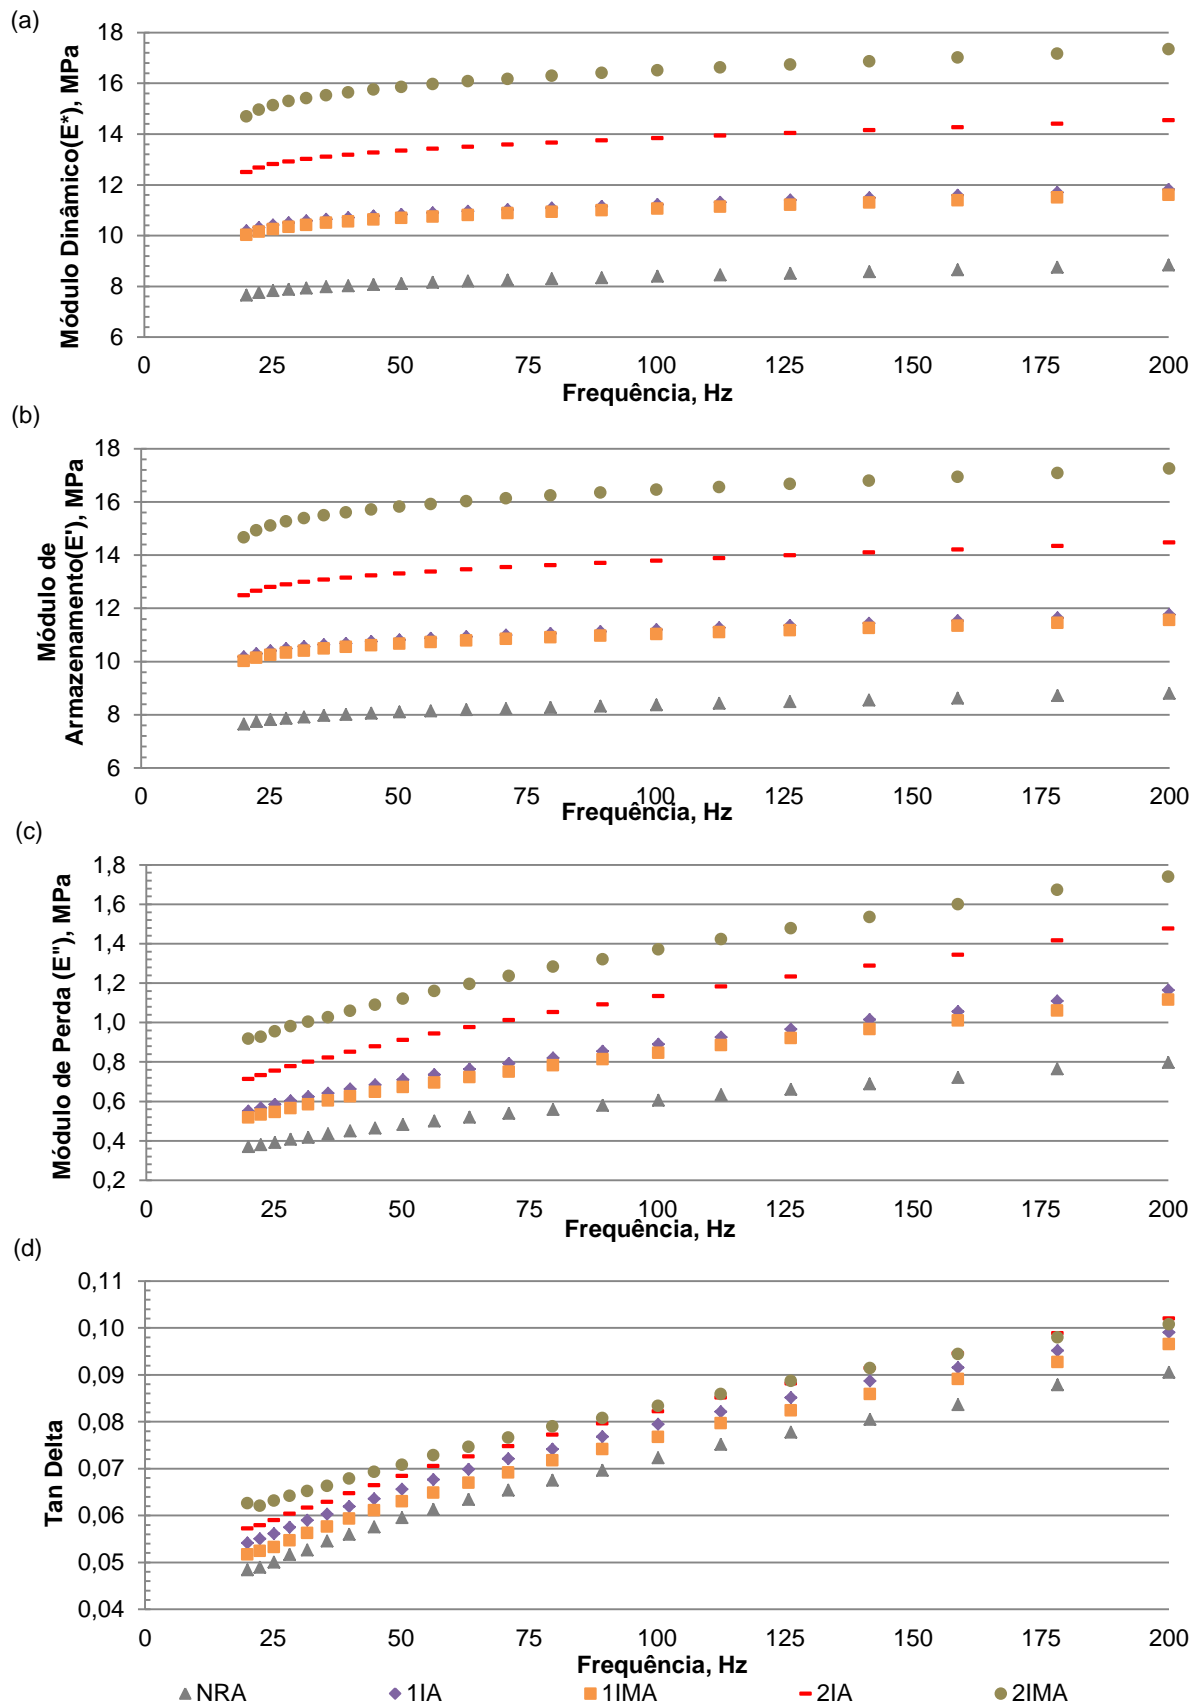 (a)
Módulo Dinâmico(E*), MPa
18
16
14
12
10
8
6
0 25 50 75 100 125 150 175 200
Frequência, Hz
(b)
Módulo de
Armazenamento(E'), MPa
18
16
14
12
10
8
6
0 25 50 75 100 125 150 175 200
Frequência, Hz
(c)
Módulo de Perda (E"), MPa
1,8
1,6
1,4
1,2
1,0
0,8
0,6
0,4
0,2
0 25 50 75 100 125 150 175 200
Frequência, Hz
(d)
Tan Delta
0,11
0,10
0,09
0,08
0,07
0,06
0,05
0,04
0 25 50 75 100 125 150 175 200
Frequência, Hz
NRA 1IA 1IMA 2IA 2IMA